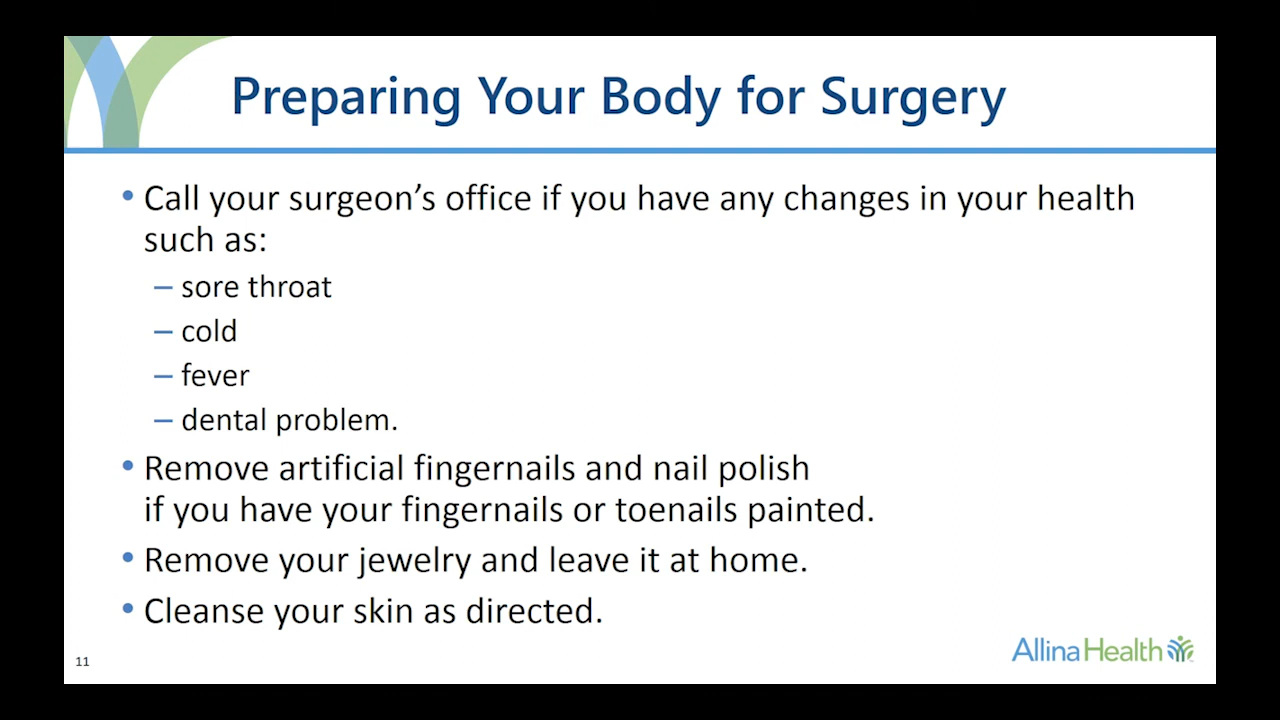 Preparing Your Body for Surgery
• Call your surgeon’s office if you have any changes in your health
such as:
– sore throat
– cold
– fever
– dental problem.
• Remove artificial fingernails and nail polish
if you have your fingernails or toenails painted.
• Remove your jewelry and leave it at home.
• Cleanse your skin as directed.
11
Allina Health